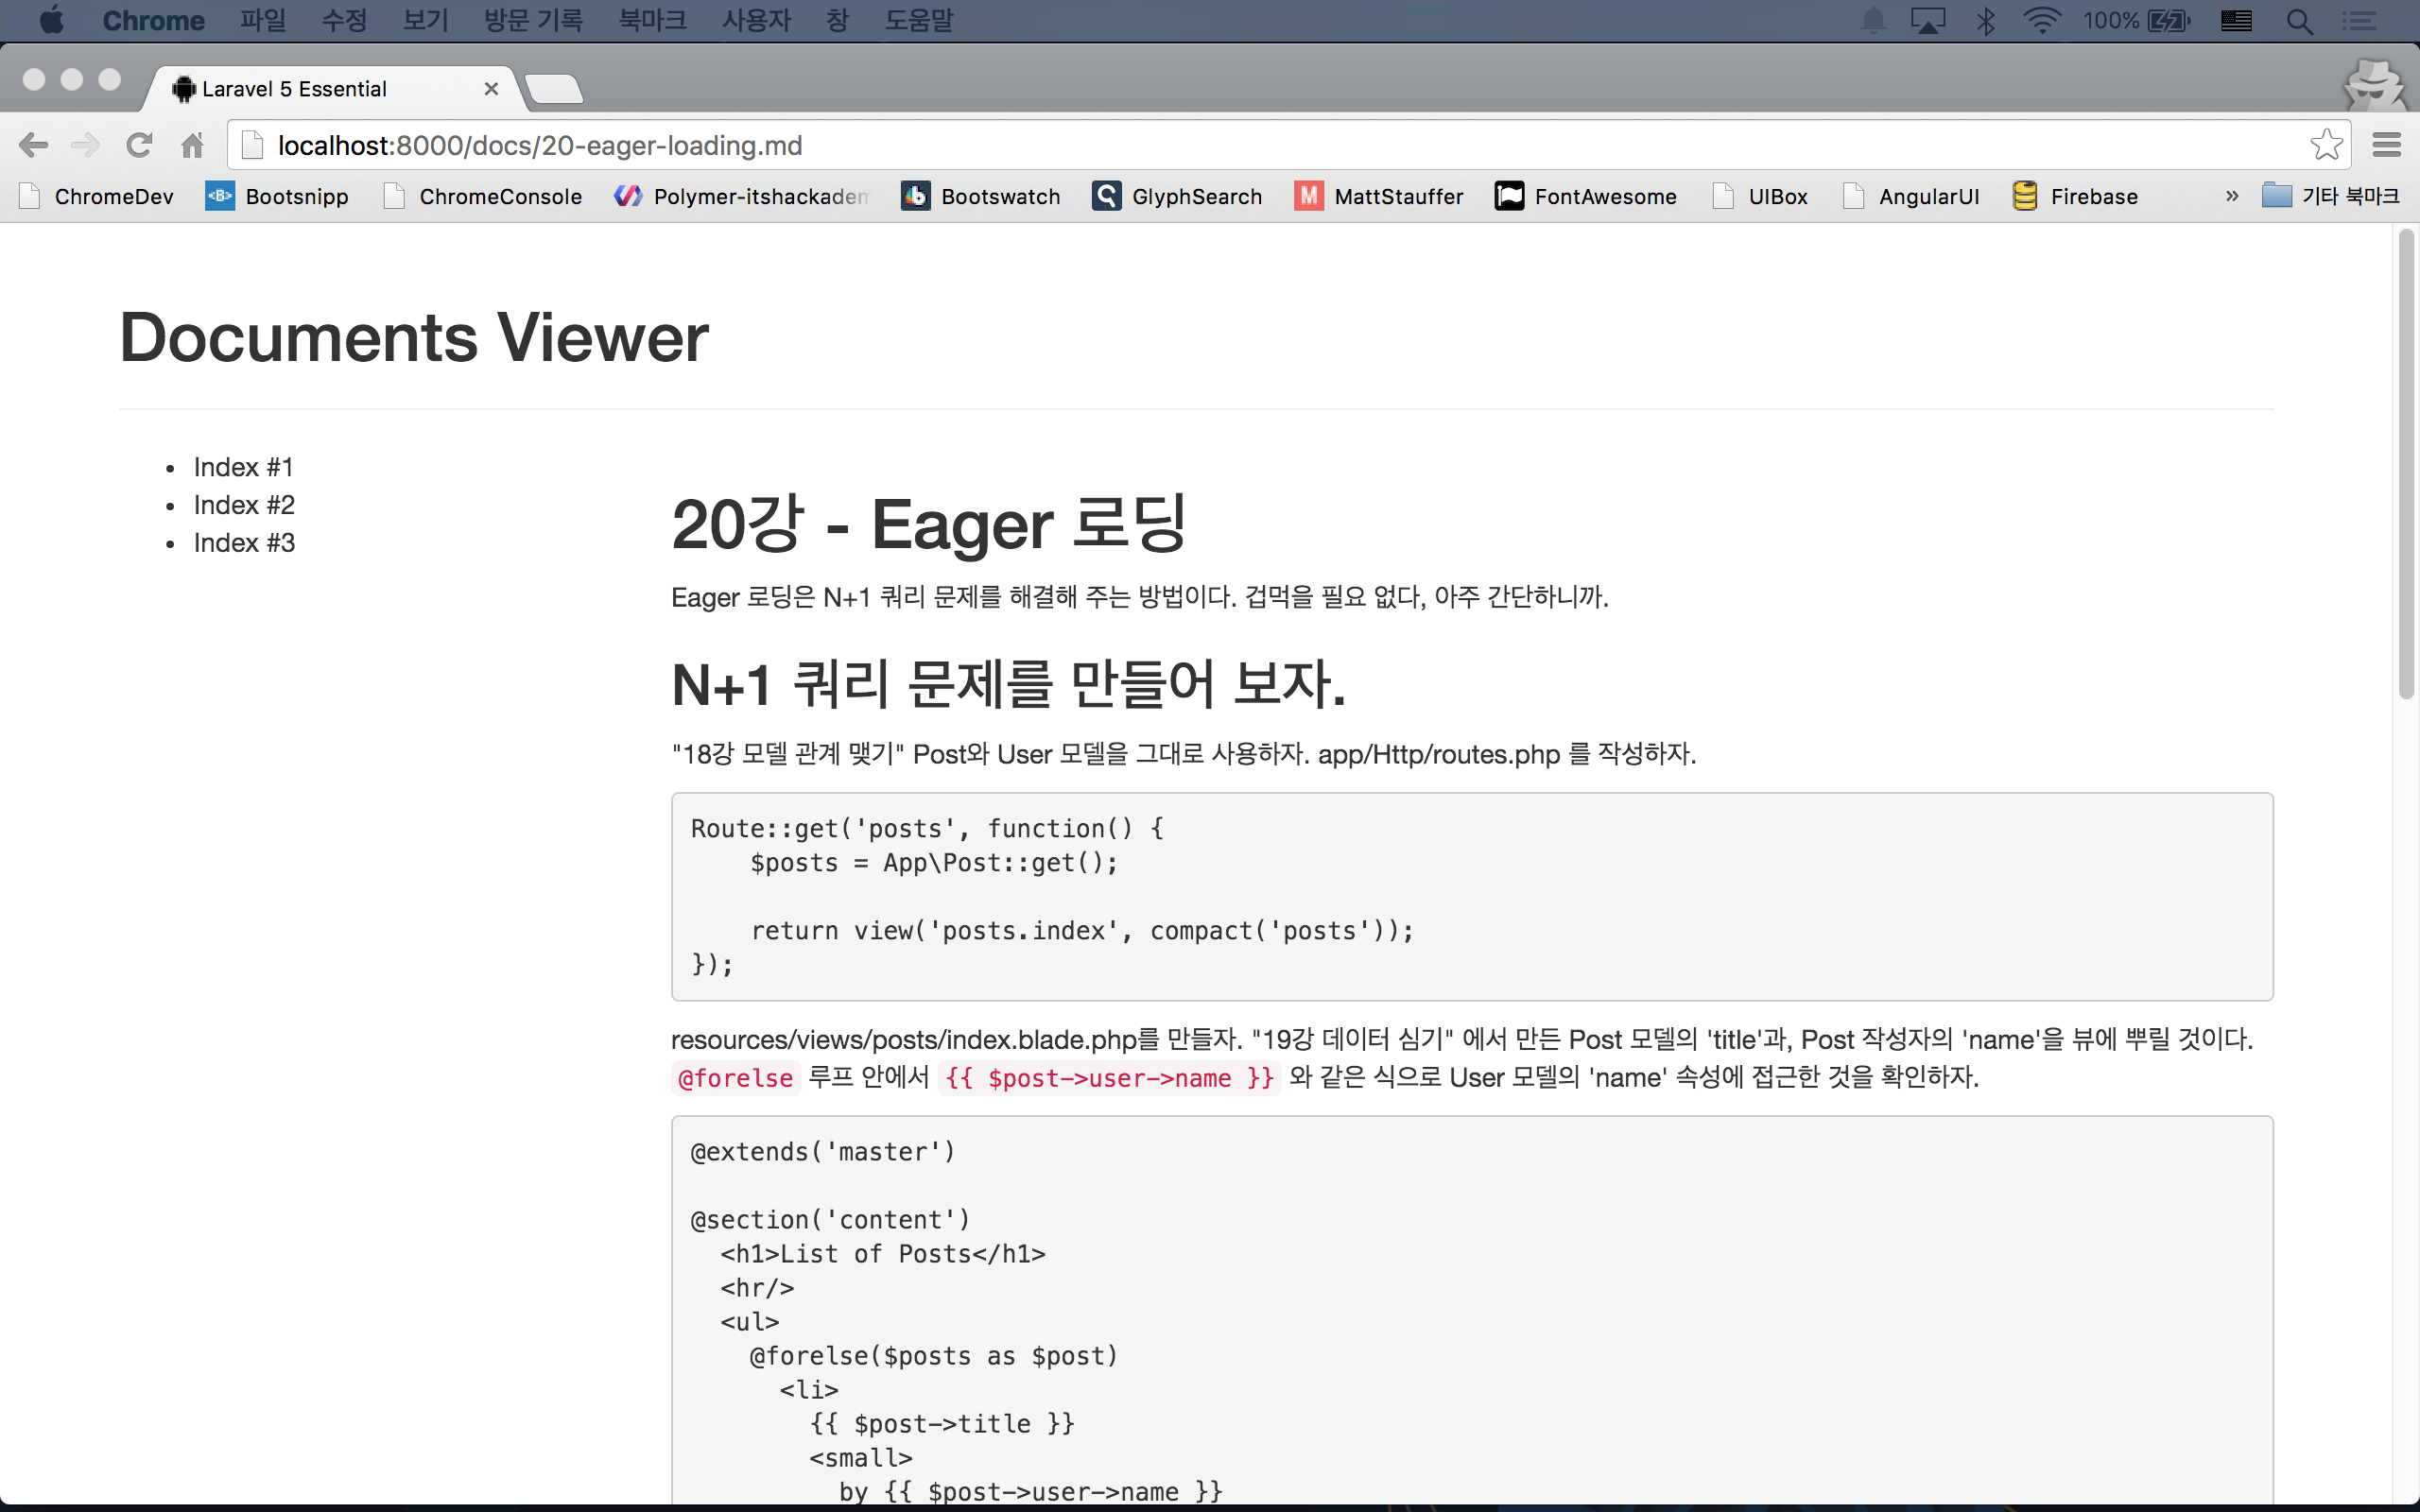 Chrome 파일 수정 보기 방문 기록 북마크 사용자 창 도움말 100%
Laravel 5 Essential
localhost:8000/docs/20-eager-loading.md
ChromeDev Bootsnipp ChromeConsole Polymer-itshackadem Bootswatch GlyphSearch MattStauffer FontAwesome UIBox AngularUI Firebase » 기타 북마크
Documents Viewer
Index #1
Index #2
Index #3
20강 - Eager 로딩
Eager 로딩은 N+1 쿼리 문제를 해결해 주는 방법이다. 겁먹을 필요 없다, 아주 간단하니까.
N+1 쿼리 문제를 만들어 보자.
"18강 모델 관계 맺기" Post와 User 모델을 그대로 사용하자. app/Http/routes.php 를 작성하자.
Route::get('posts', function() {
    $posts = App\Post::get();
    return view('posts.index', compact('posts'));
});
resources/views/posts/index.blade.php를 만들자. "19강 데이터 심기" 에서 만든 Post 모델의 'title'과, Post 작성자의 'name'을 뷰에 뿌릴 것이다.
@forelse 루프 안에서 {{ $post->user->name }} 와 같은 식으로 User 모델의 'name' 속성에 접근한 것을 확인하자.
@extends('master')
@section('content')
  <h1>List of Posts</h1>
  <hr/>
  <ul>
    @forelse($posts as $post)
      <li>
        {{ $post->title }}
        <small>
          by {{ $post->user->name }}